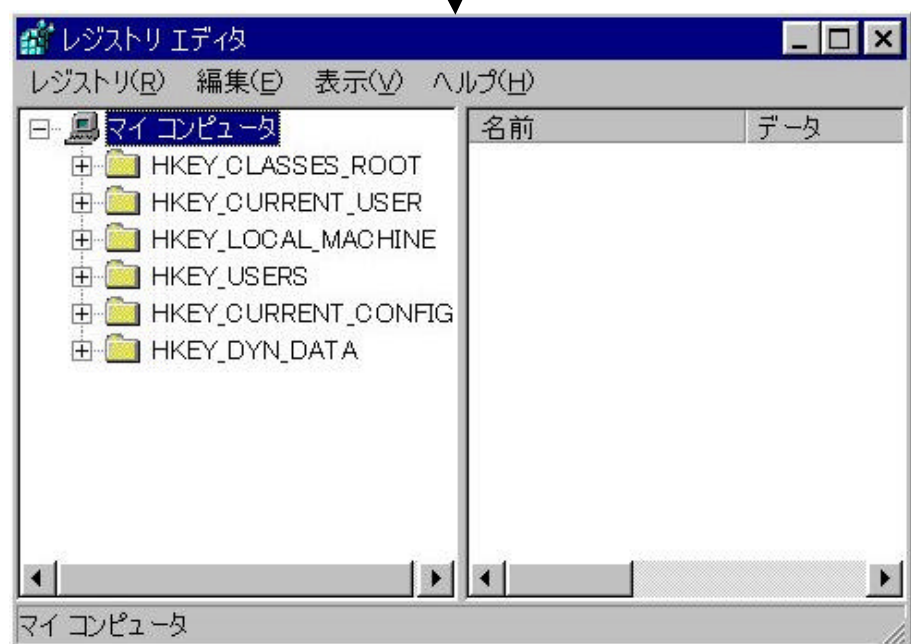 レジストリ エディタ
レジストリ(R) 編集(E) 表示(V) ヘルプ(H)
マイ コンピュータ
HKEY_CLASSES_ROOT
HKEY_CURRENT_USER
HKEY_LOCAL_MACHINE
HKEY_USERS
HKEY_CURRENT_CONFIG
HKEY_DYN_DATA
名前 データ
マイ コンピュータ